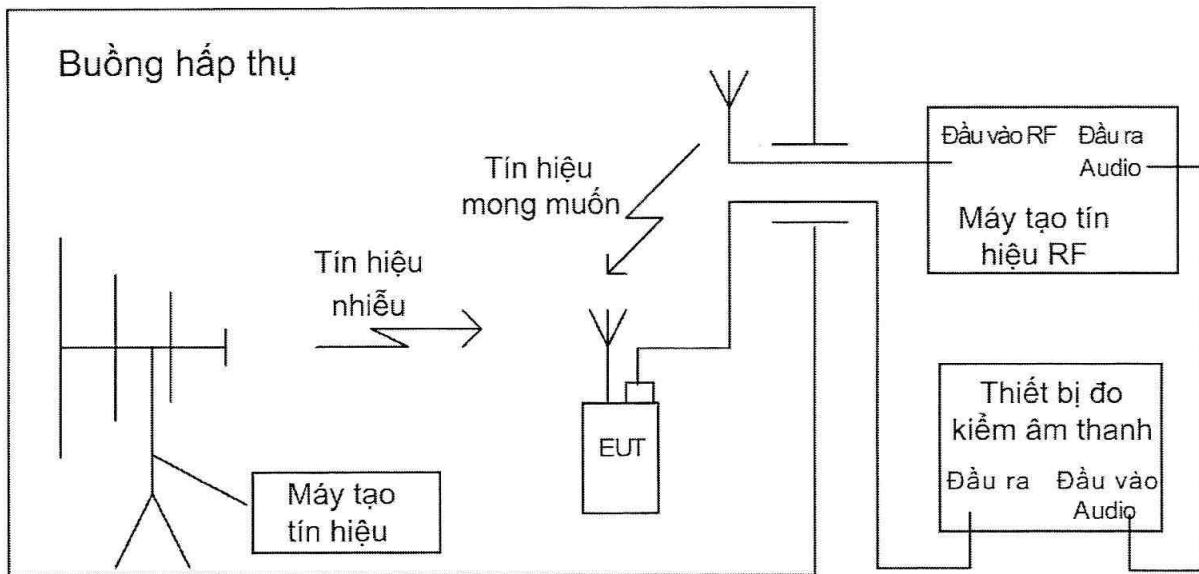 Buồng hấp thụ
Tín hiệu
mong muốn
Tín hiệu
nhiễu
EUT
Máy tạo
tín hiệu
Đầu vào RF Đầu ra
Audio
Máy tạo tín
hiệu RF
Thiết bị đo
kiểm âm thanh
Đầu ra Đầu vào
Audio